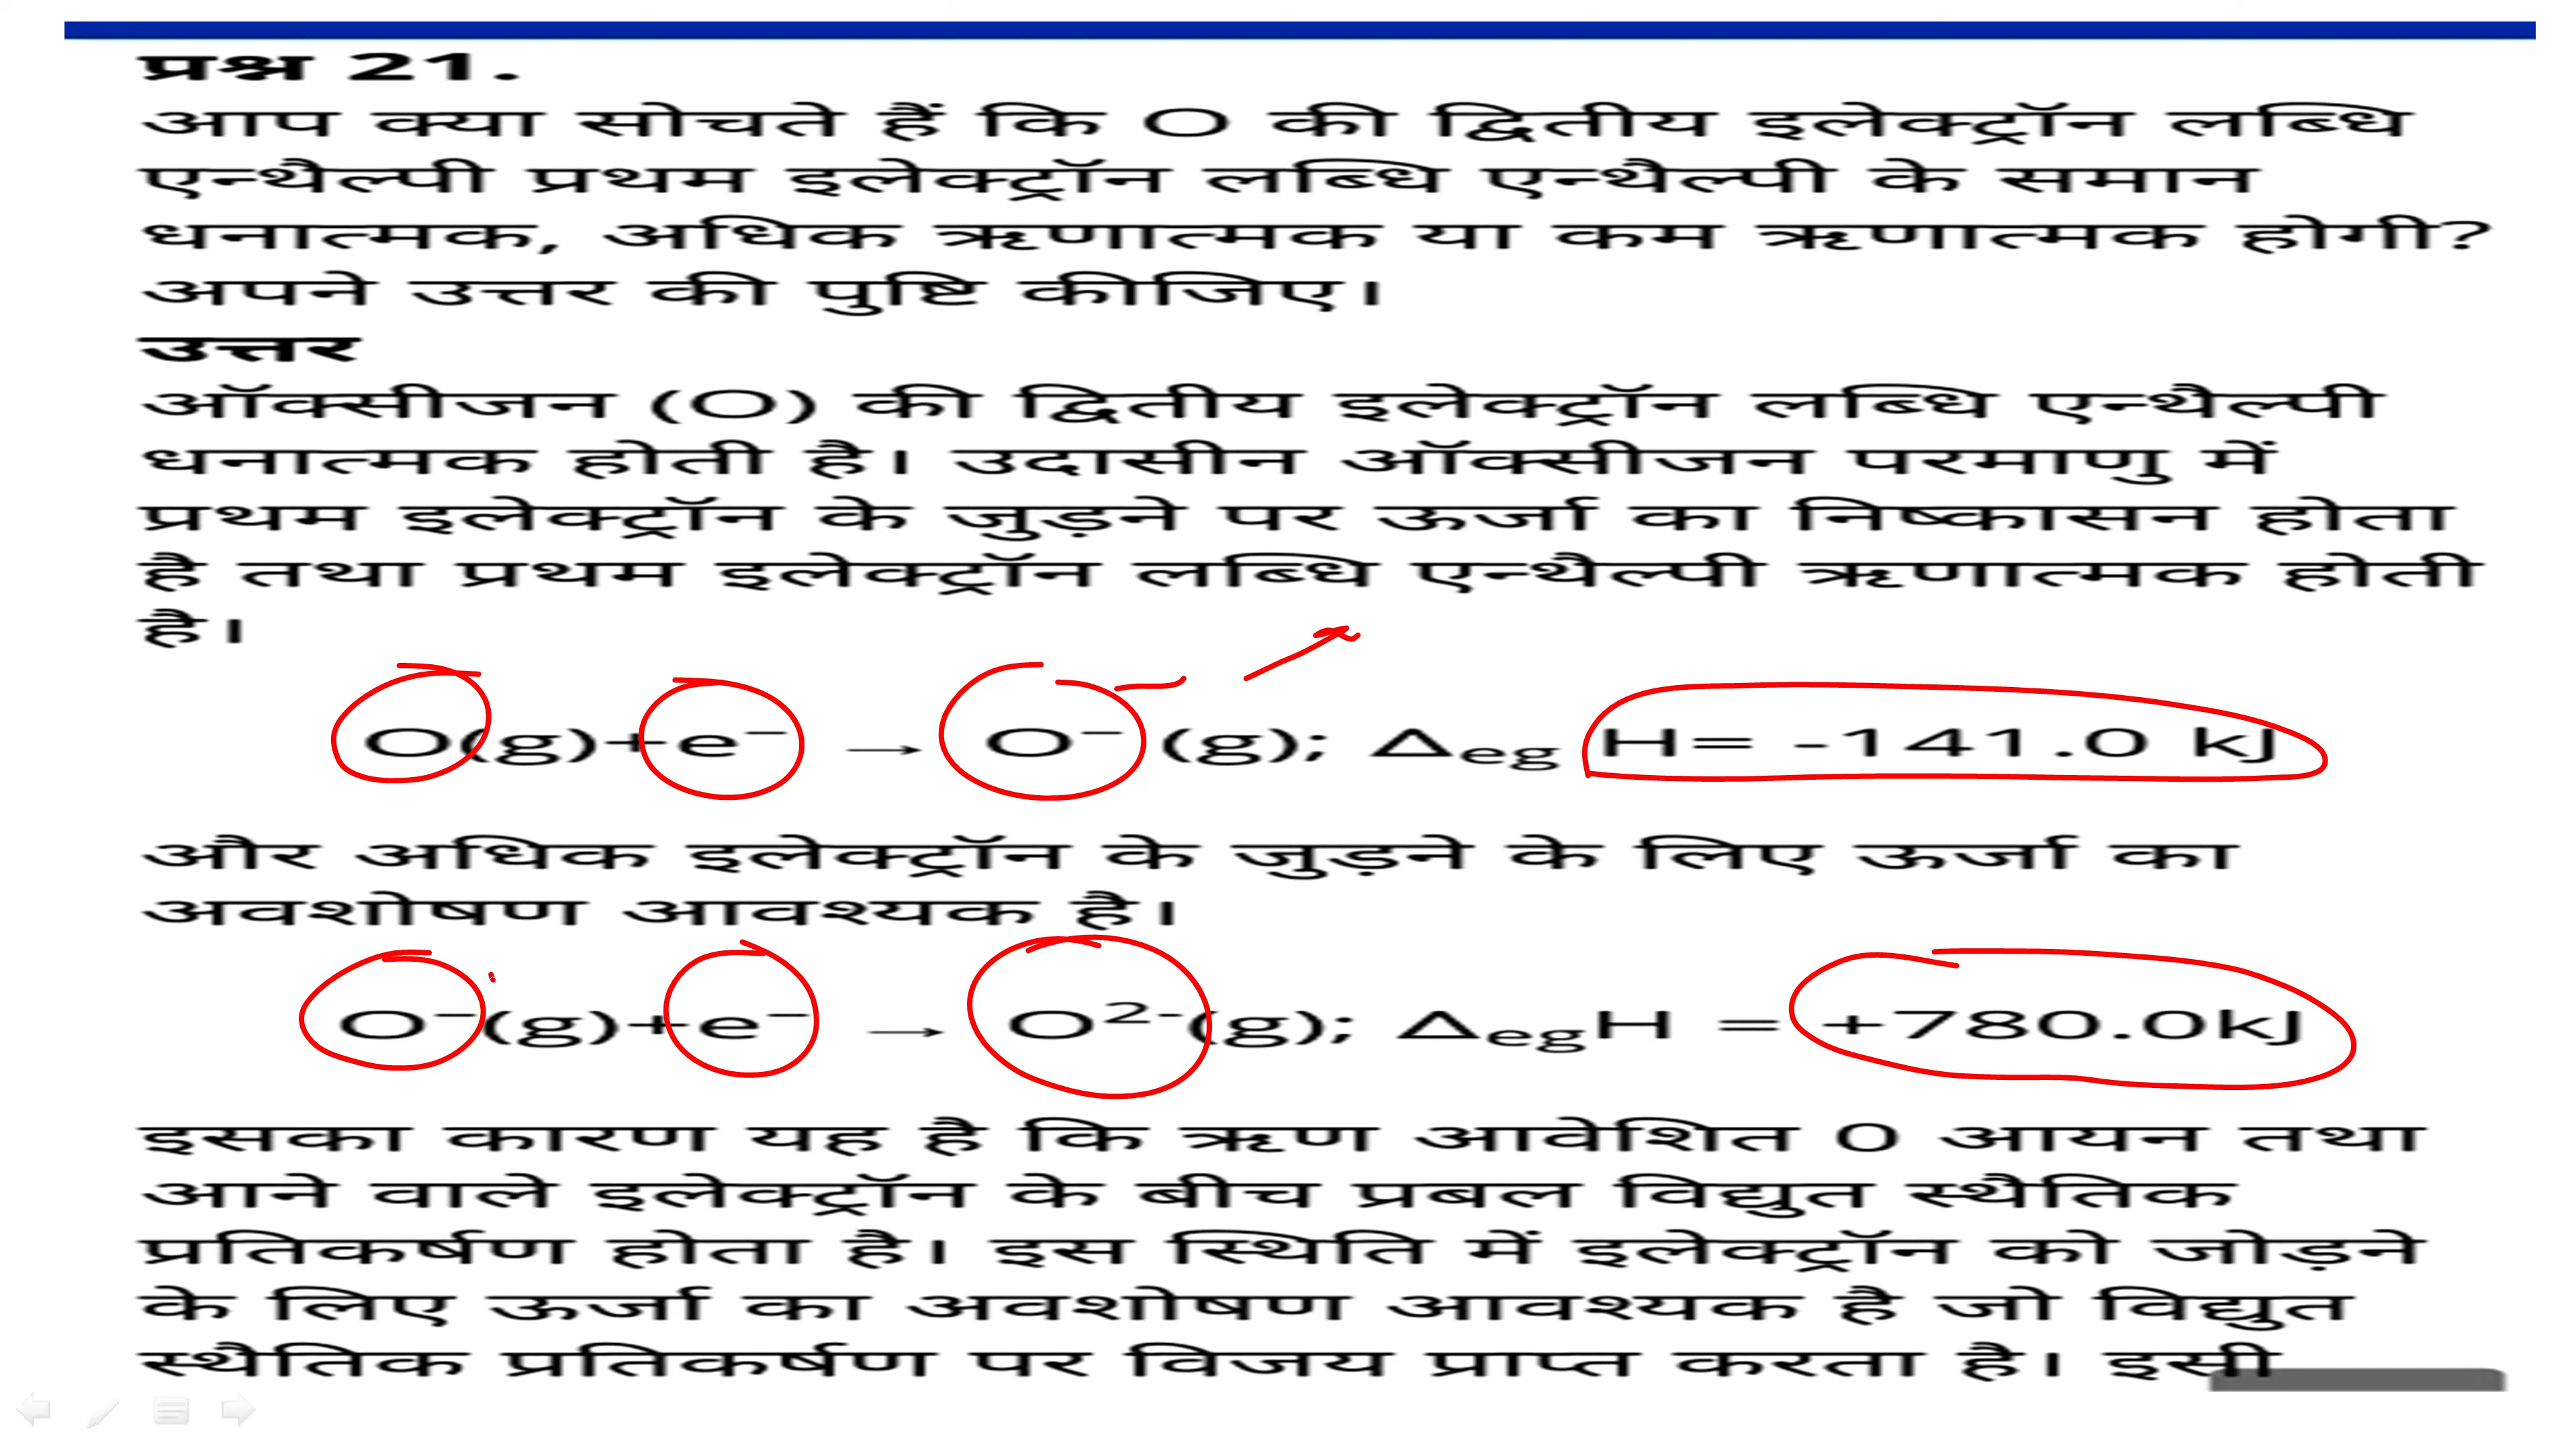 प्रश्न 21.
आप क्या सोचते हैं कि O की द्वितीय इलेक्ट्रॉन लब्धि
एन्थैल्पी प्रथम इलेक्ट्रॉन लब्धि एन्थैल्पी के समान
धनात्मक, अधिक ऋणात्मक या कम ऋणात्मक होगी?
अपने उत्तर की पुष्टि कीजिए।
उत्तर
ऑक्सीजन (O) की द्वितीय इलेक्ट्रॉन लब्धि एन्थैल्पी
धनात्मक होती है। उदासीन ऑक्सीजन परमाणु में
प्रथम इलेक्ट्रॉन के जुड़ने पर ऊर्जा का निष्कासन होता
है तथा प्रथम इलेक्ट्रॉन लब्धि एन्थैल्पी ऋणात्मक होती
है।
O(g)+e⁻ → O⁻ (g); Δeg H= -141.0 kJ
और अधिक इलेक्ट्रॉन के जुड़ने के लिए ऊर्जा का
अवशोषण आवश्यक है।
O⁻(g)+e⁻ → O²⁻(g); ΔegH = +780.0kJ
इसका कारण यह है कि ऋण आवेशित 0 आयन तथा
आने वाले इलेक्ट्रॉन के बीच प्रबल विद्युत स्थैतिक
प्रतिकर्षण होता है। इस स्थिति में इलेक्ट्रॉन को जोड़ने
के लिए ऊर्जा का अवशोषण आवश्यक है जो विद्युत
स्थैतिक प्रतिकर्षण पर विजय प्राप्त करता है। इसी